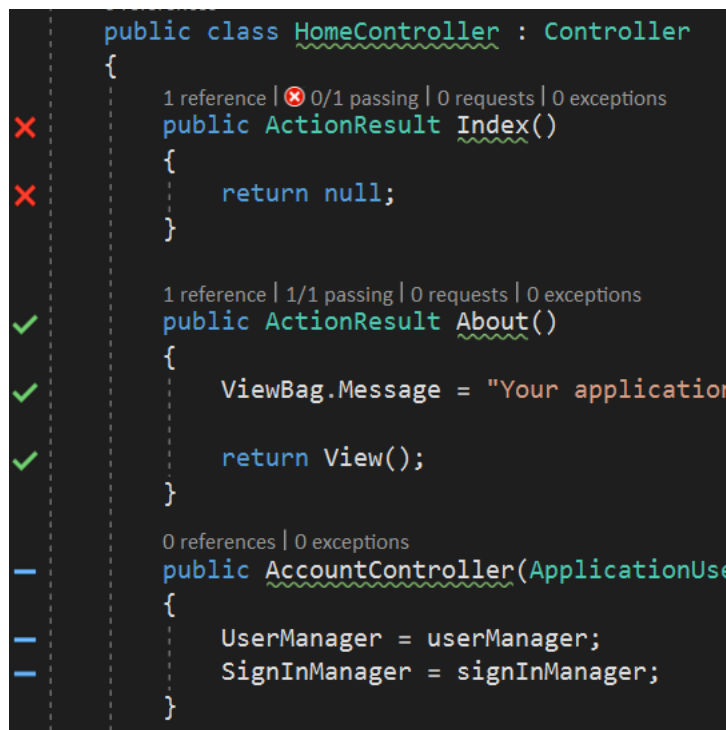 public class HomeController : Controller
{
1 reference | 0/1 passing | 0 requests | 0 exceptions
public ActionResult Index()
{
return null;
}
1 reference | 1/1 passing | 0 requests | 0 exceptions
public ActionResult About()
{
ViewBag.Message = "Your application
return View();
}
0 references | 0 exceptions
public AccountController(ApplicationUse
{
UserManager = userManager;
SignInManager = signInManager;
}